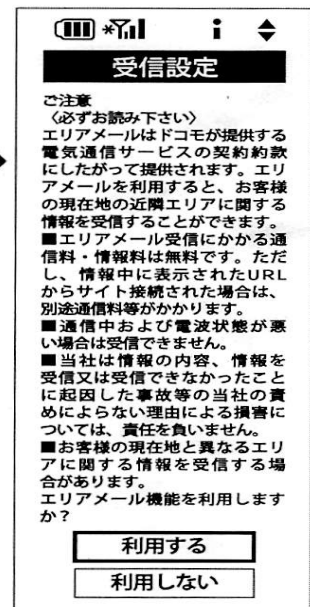 受信設定
ご注意
〈必ずお読み下さい〉
エリアメールはドコモが提供する
電気通信サービスの契約約款
にしたがって提供されます。エリ
アメールを利用すると、お客様
の現在地の近隣エリアに関する
情報を受信することができます。
■エリアメール受信にかかる通
信料・情報料は無料です。ただ
し、情報中に表示されたURL
からサイト接続された場合は、
別途通信料等がかかります。
■通信中および電波状態が悪
い場合は受信できません。
■当社は情報の内容、情報を
受信又は受信できなかったこと
に起因した事故等の当社の責
めによらない理由による損害に
ついては、責任を負いません。
■お客様の現在地と異なるエリ
アに関する情報を受信する場
合があります。
エリアメール機能を利用します
か？
利用する
利用しない